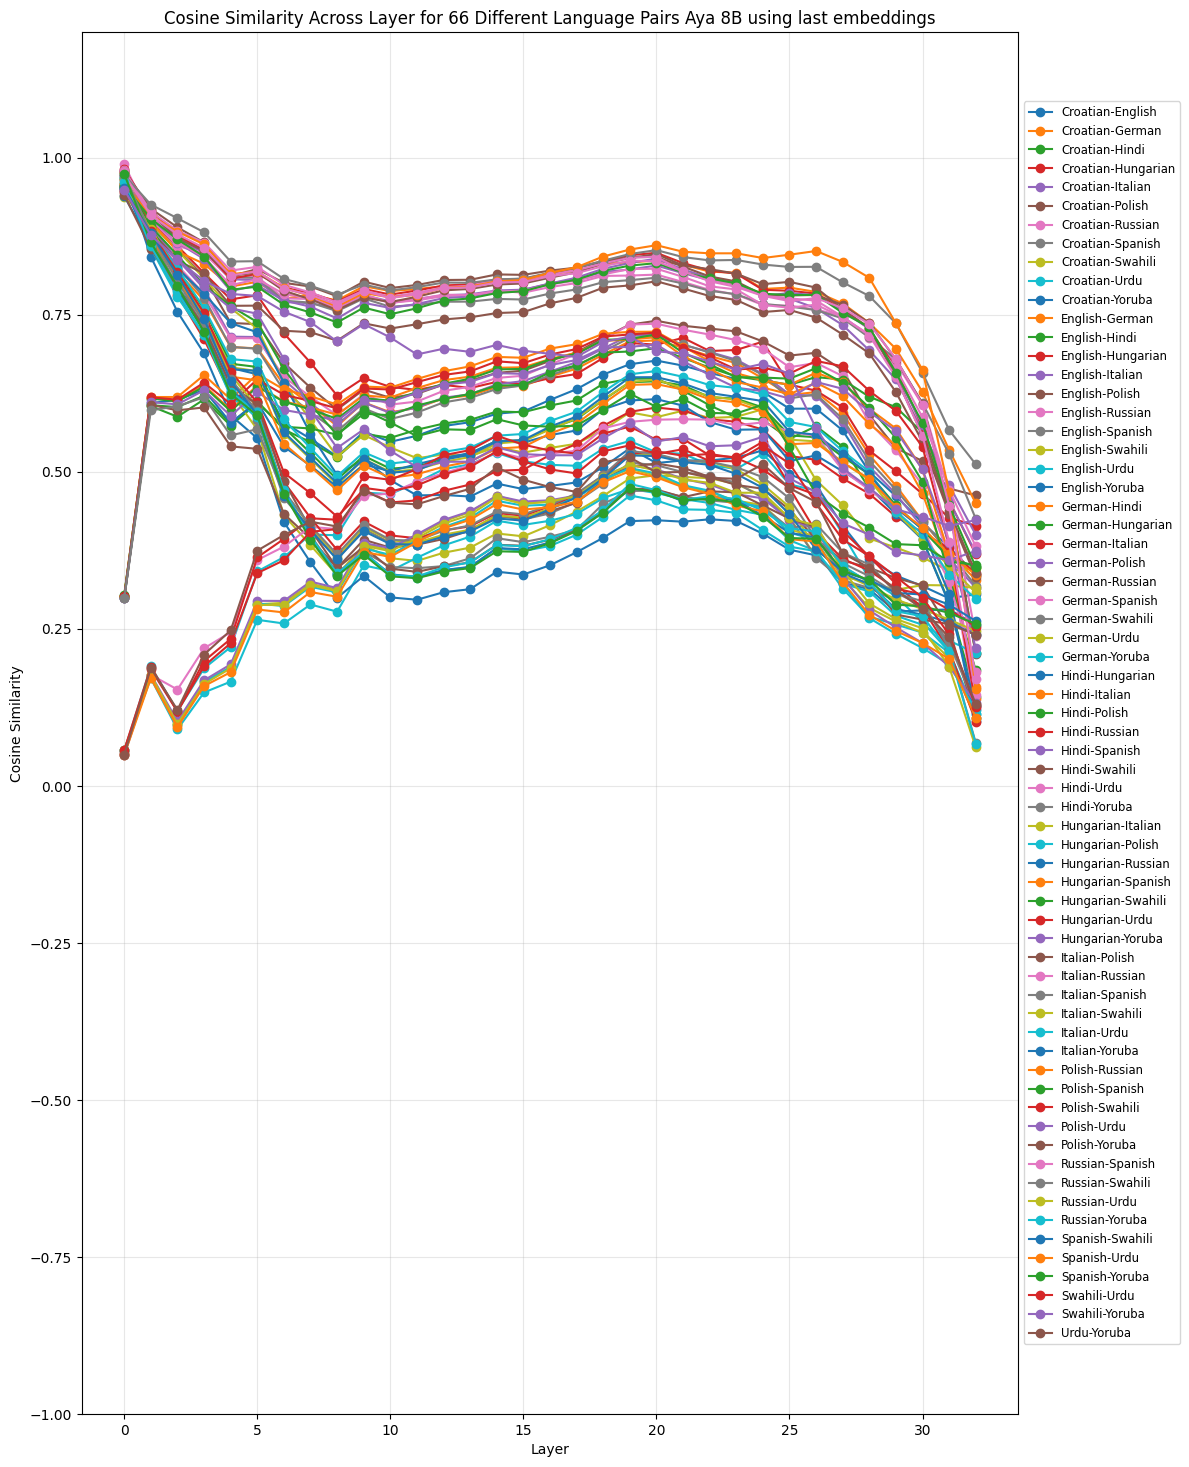 Cosine Similarity Across Layer for 66 Different Language Pairs Aya 8B using last embeddings
Cosine Similarity
1.00
0.75
0.50
0.25
0.00
−0.25
−0.50
−0.75
−1.00
0
5
10
15
20
25
30
Layer
Croatian-English
Croatian-German
Croatian-Hindi
Croatian-Hungarian
Croatian-Italian
Croatian-Polish
Croatian-Russian
Croatian-Spanish
Croatian-Swahili
Croatian-Urdu
Croatian-Yoruba
English-German
English-Hindi
English-Hungarian
English-Italian
English-Polish
English-Russian
English-Spanish
English-Swahili
English-Urdu
English-Yoruba
German-Hindi
German-Hungarian
German-Italian
German-Polish
German-Russian
German-Spanish
German-Swahili
German-Urdu
German-Yoruba
Hindi-Hungarian
Hindi-Italian
Hindi-Polish
Hindi-Russian
Hindi-Spanish
Hindi-Swahili
Hindi-Urdu
Hindi-Yoruba
Hungarian-Italian
Hungarian-Polish
Hungarian-Russian
Hungarian-Spanish
Hungarian-Swahili
Hungarian-Urdu
Hungarian-Yoruba
Italian-Polish
Italian-Russian
Italian-Spanish
Italian-Swahili
Italian-Urdu
Italian-Yoruba
Polish-Russian
Polish-Spanish
Polish-Swahili
Polish-Urdu
Polish-Yoruba
Russian-Spanish
Russian-Swahili
Russian-Urdu
Russian-Yoruba
Spanish-Swahili
Spanish-Urdu
Spanish-Yoruba
Swahili-Urdu
Swahili-Yoruba
Urdu-Yoruba